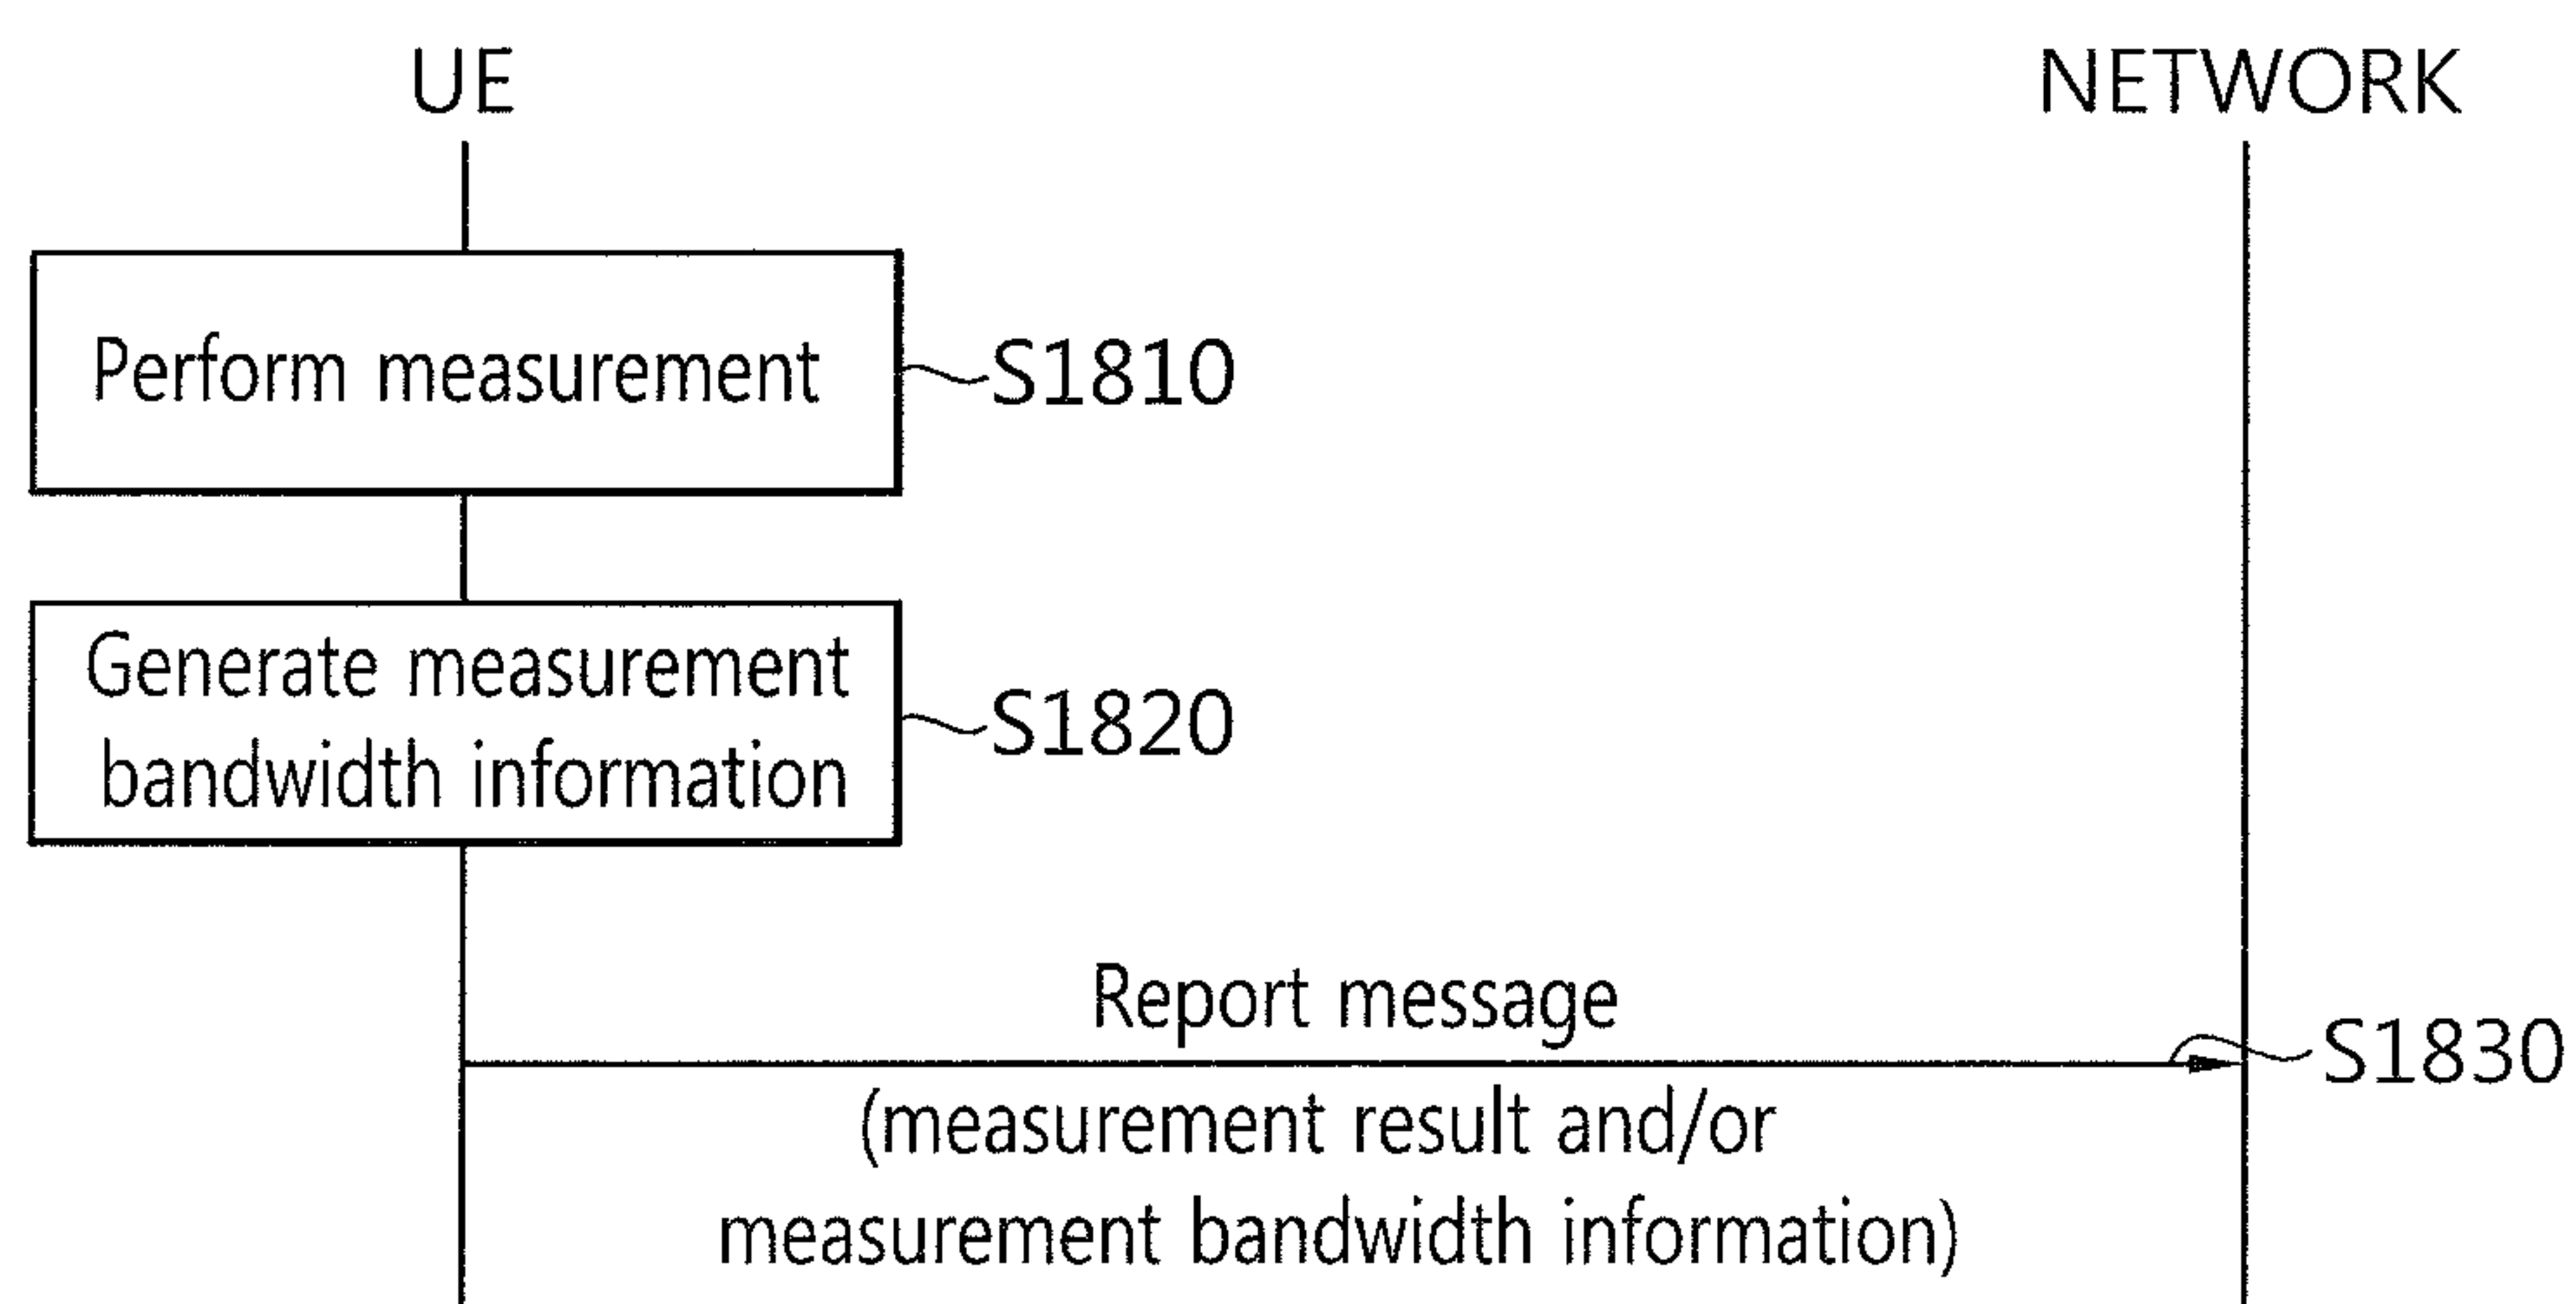 UE
NETWORK
Perform measurement
S1810
Generate measurement
bandwidth information
S1820
Report message
S1830
(measurement result and/or
measurement bandwidth information)